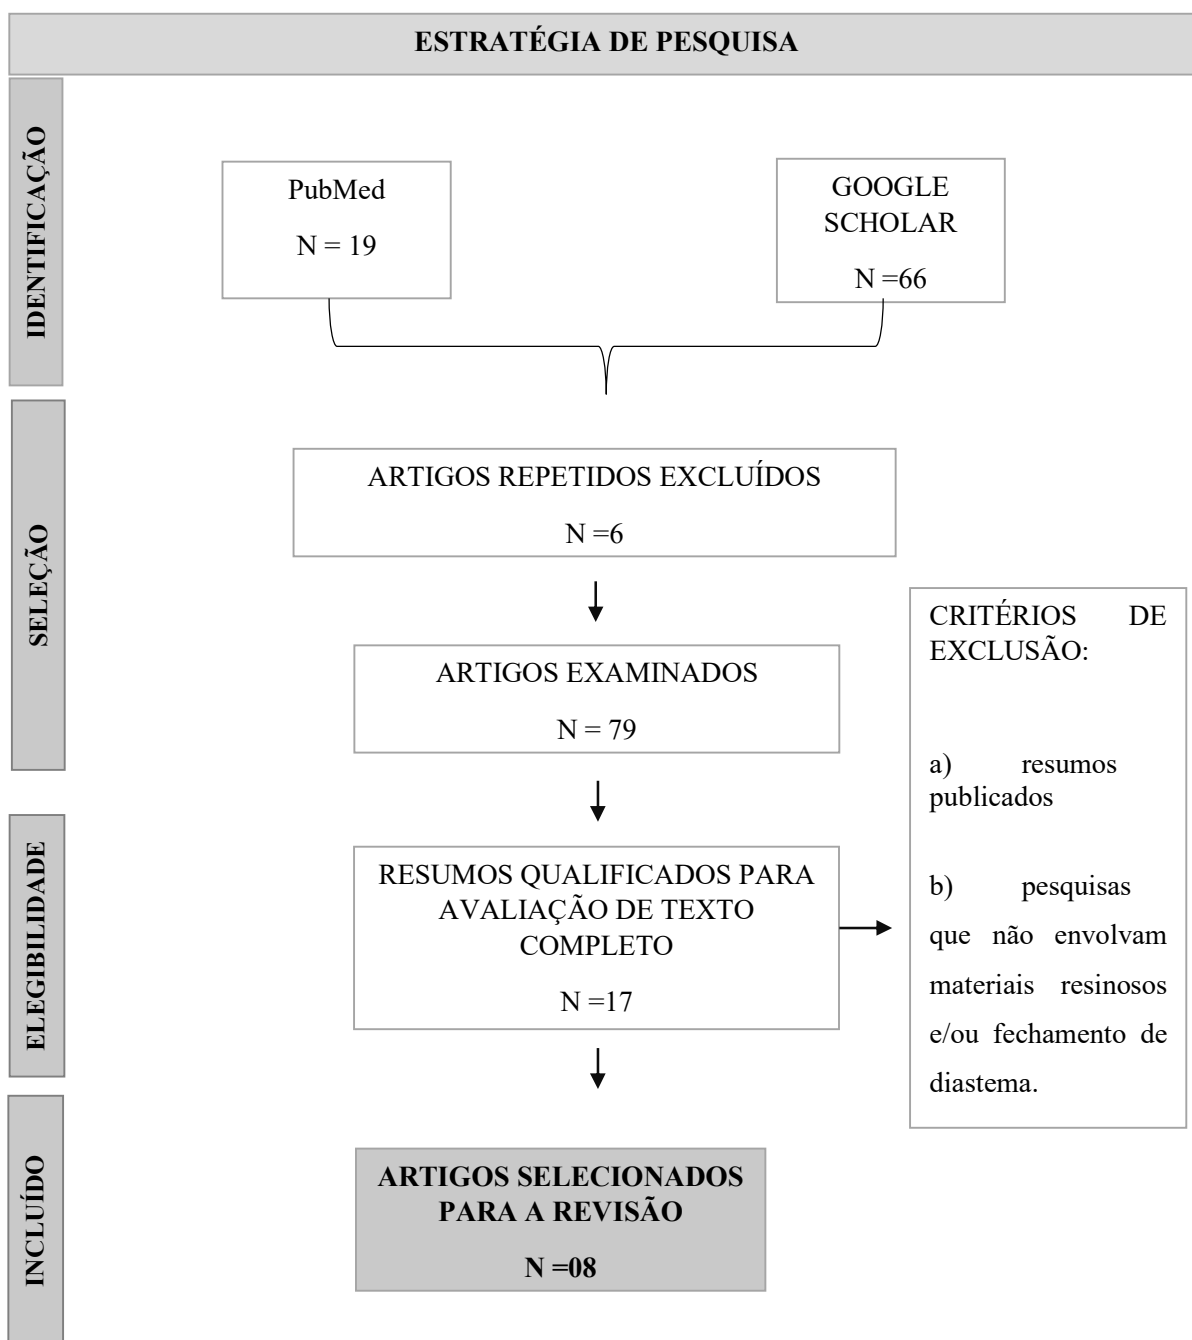 ESTRATÉGIA DE PESQUISA
IDENTIFICAÇÃO
PubMed
N = 19
GOOGLE
SCHOLAR
N =66
SELEÇÃO
ARTIGOS REPETIDOS EXCLUÍDOS
N =6
ARTIGOS EXAMINADOS
N = 79
CRITÉRIOS DE
EXCLUSÃO:
a) resumos
publicados
b) pesquisas
que não envolvam
materiais resinosos
e/ou fechamento de
diastema.
ELEGIBILIDADE
RESUMOS QUALIFICADOS PARA
AVALIAÇÃO DE TEXTO
COMPLETO
N =17
INCLUÍDO
ARTIGOS SELECIONADOS
PARA A REVISÃO
N =08